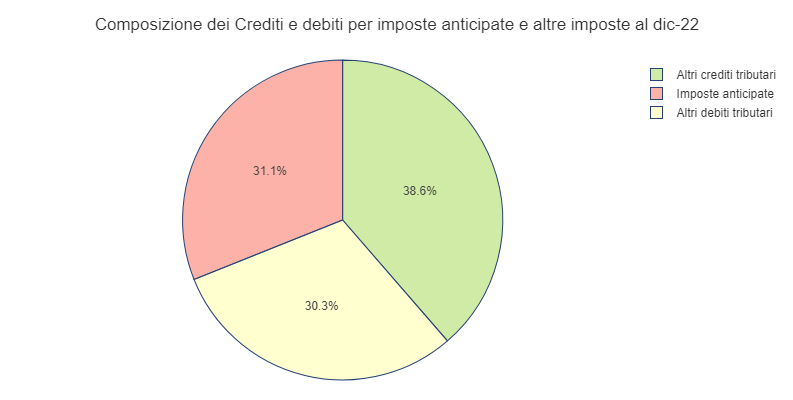 Composizione dei Crediti e debiti per imposte anticipate e altre imposte al dic-22
Altri crediti tributari
Imposte anticipate
Altri debiti tributari
31.1%
38.6%
30.3%